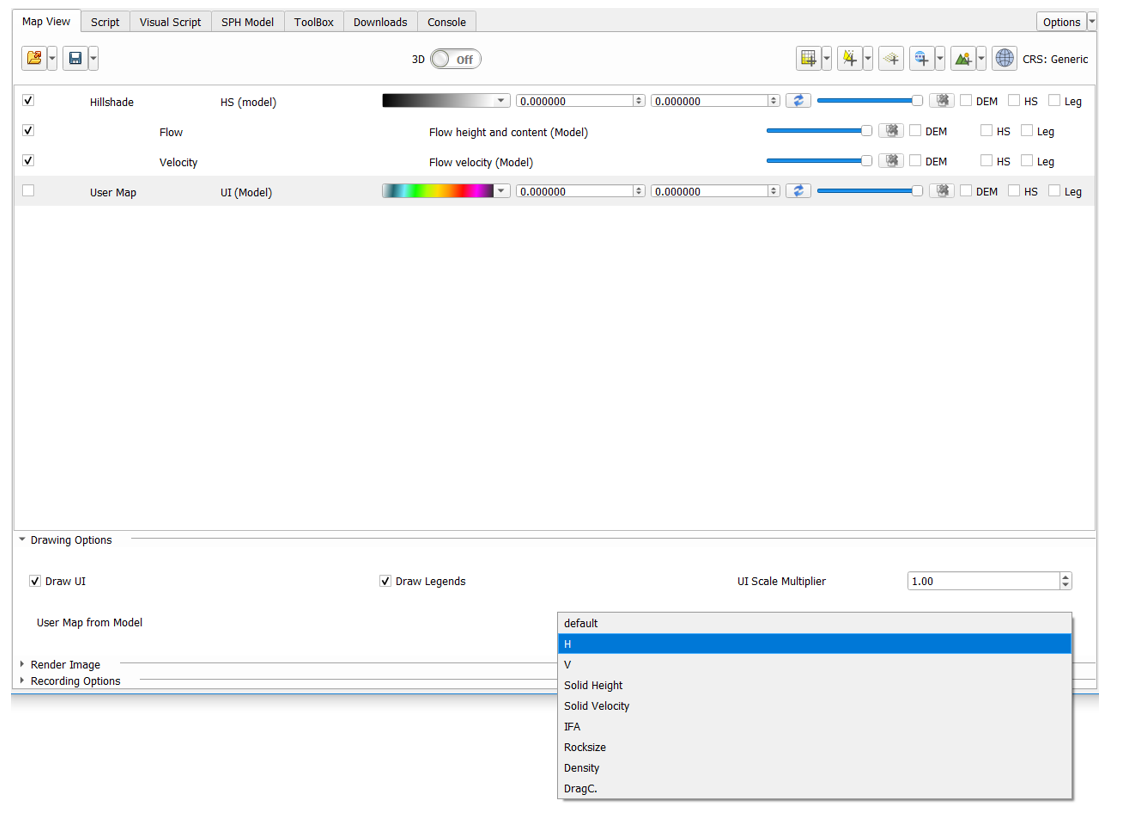 Map View Script Visual Script SPH Model ToolBox Downloads Console Options
3D Off CRS: Generic
Hillshade HS (model) 0.000000 0.000000 DEM HS Leg
Flow Flow height and content (Model) DEM HS Leg
Velocity Flow velocity (Model) DEM HS Leg
User Map UI (Model) 0.000000 0.000000 DEM HS Leg
Drawing Options
Draw UI Draw Legends UI Scale Multiplier 1.00
User Map from Model default
H
V
Render Image
Recording Options
Solid Height
Solid Velocity
IFA
Rocksize
Density
DragC.